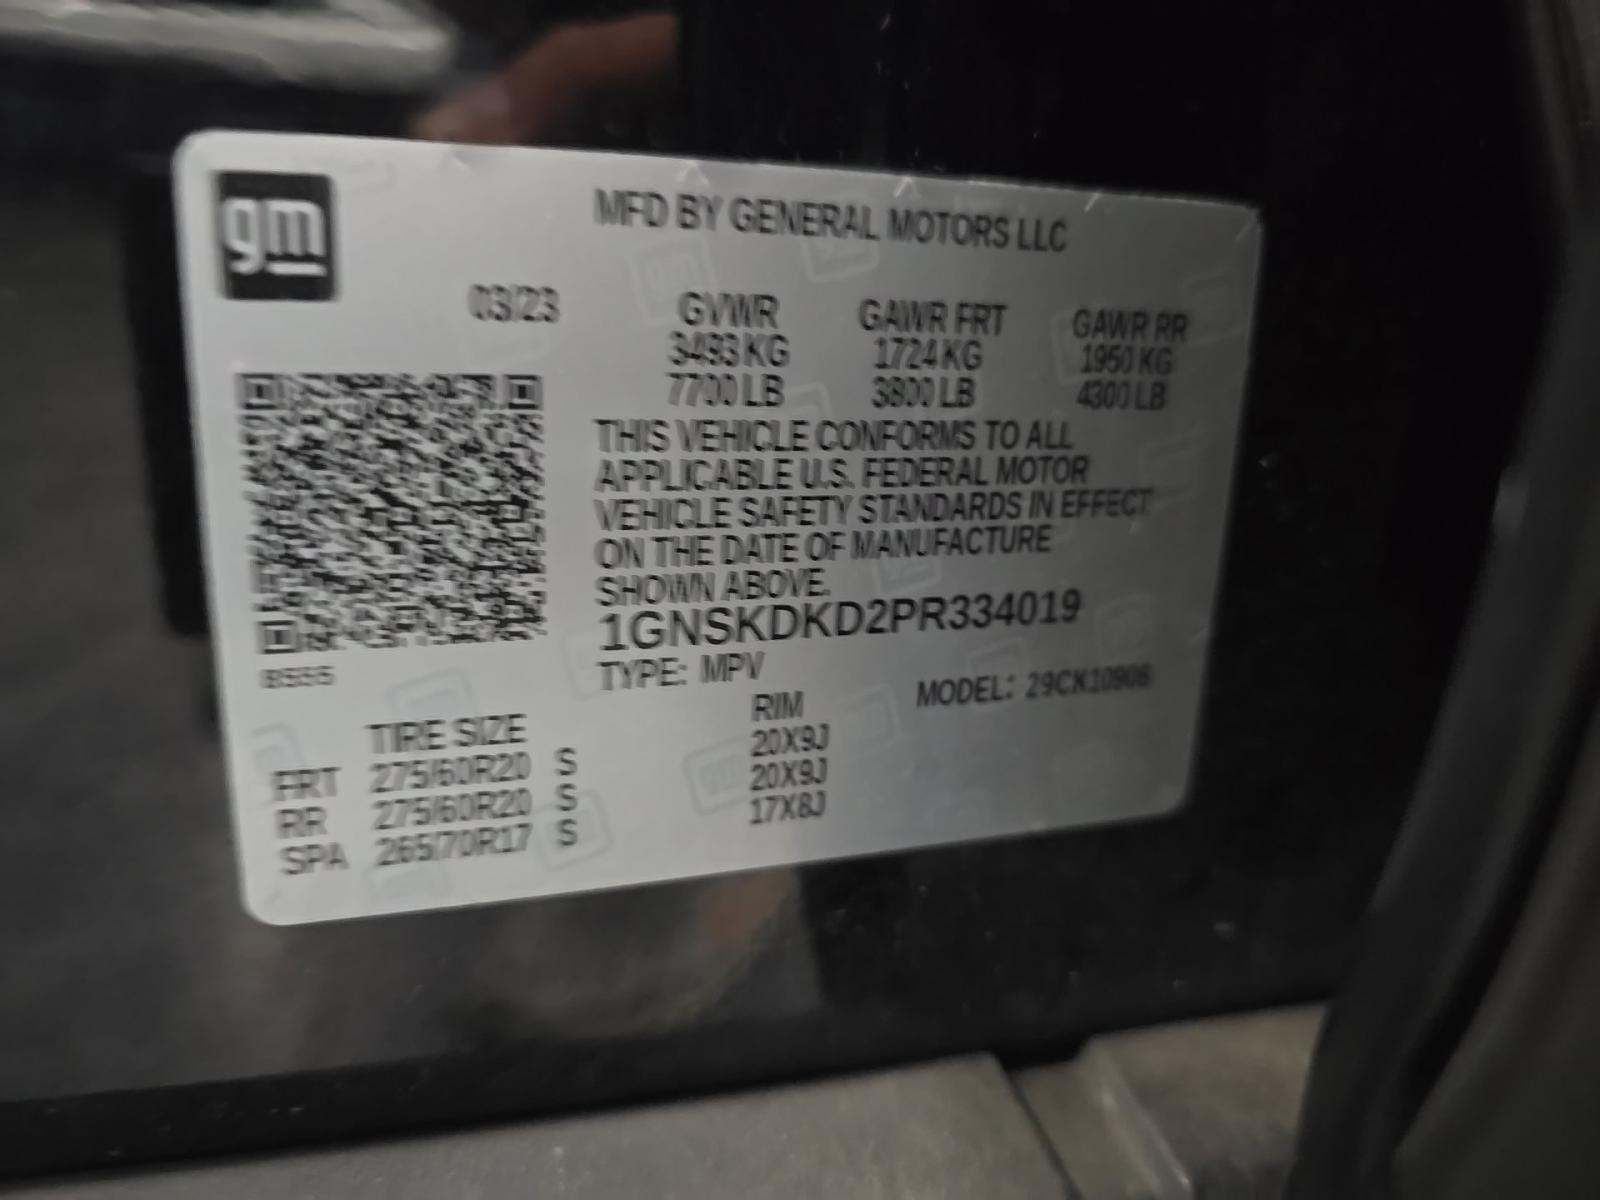 gm
MFD BY GENERAL MOTORS LLC
03/23 GVWR GAWR FRT GAWR RR
3493 KG 1724 KG 1950 KG
7700 LB 3800 LB 4300 LB
THIS VEHICLE CONFORMS TO ALL
APPLICABLE U.S. FEDERAL MOTOR
VEHICLE SAFETY STANDARDS IN EFFECT
ON THE DATE OF MANUFACTURE
SHOWN ABOVE.
1GNSKDKD2PR334019
TYPE: MPV
MODEL: 29CK10906
8555
TIRE SIZE RIM
FRT 275/60R20 S 20X9J
RR 275/60R20 S 20X9J
SPA 265/70R17 S 17X8J